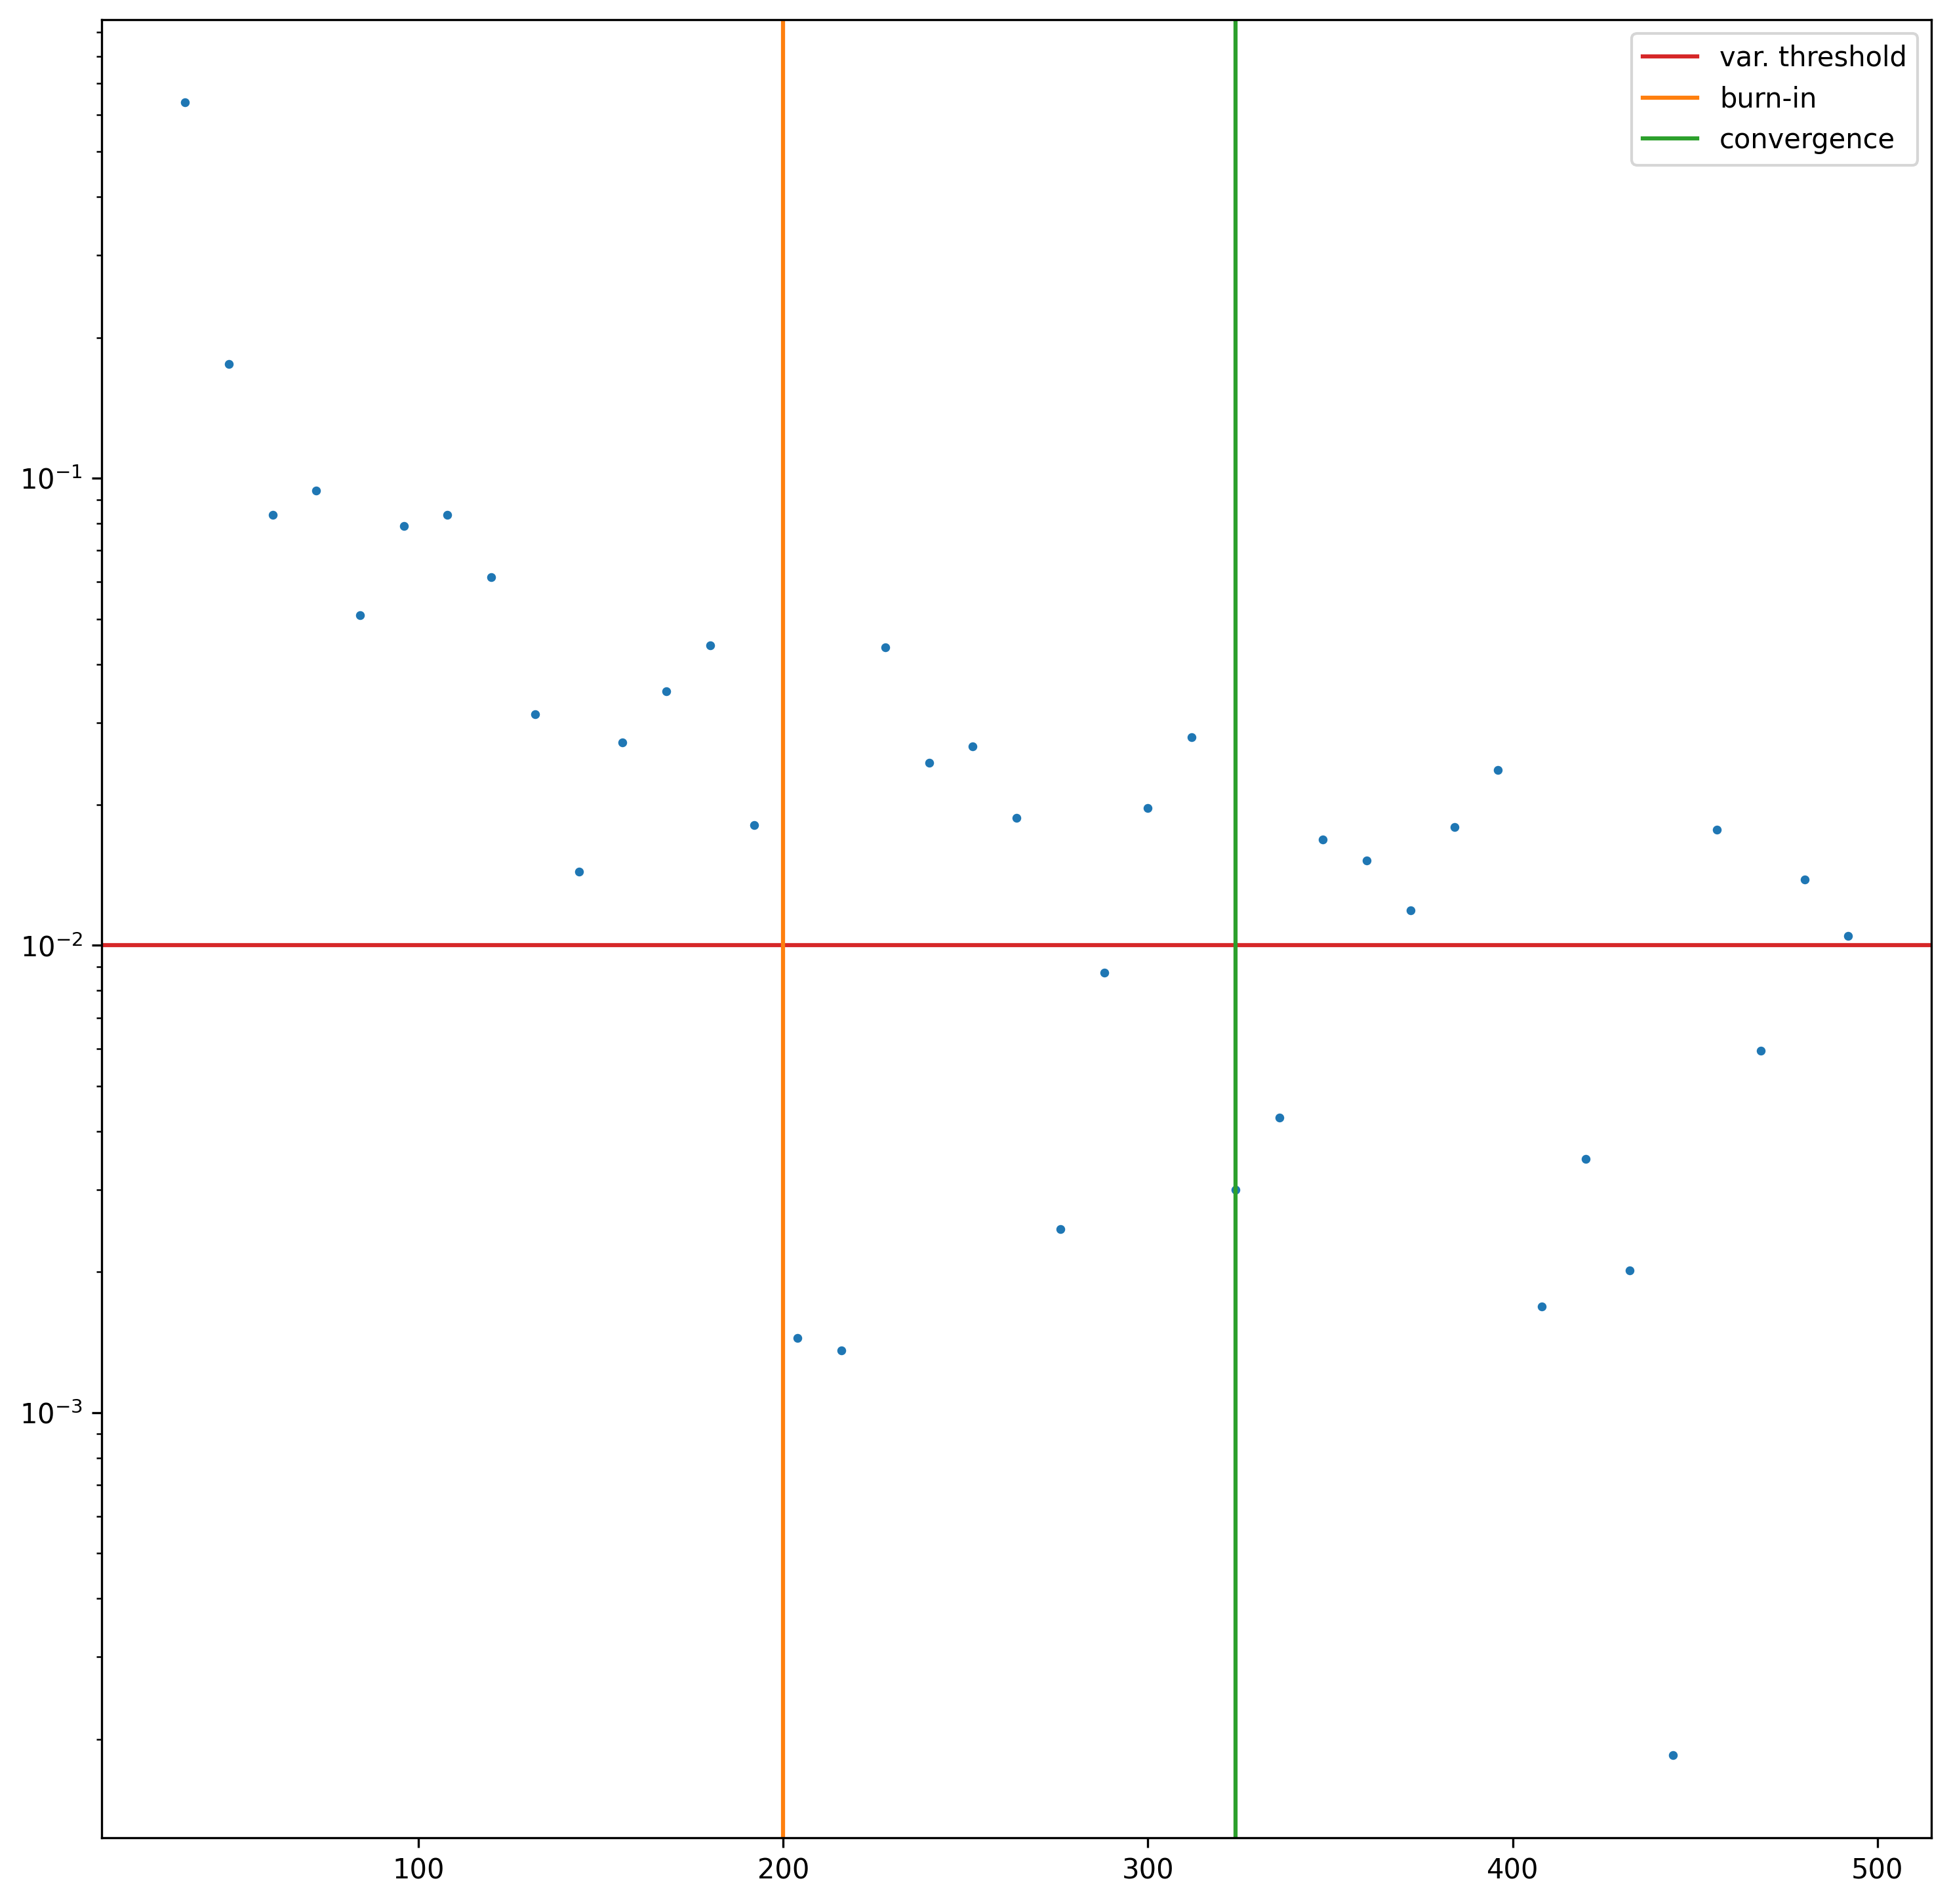 var. threshold
burn-in
convergence
10⁻¹
10⁻²
10⁻³
100 200 300 400 500